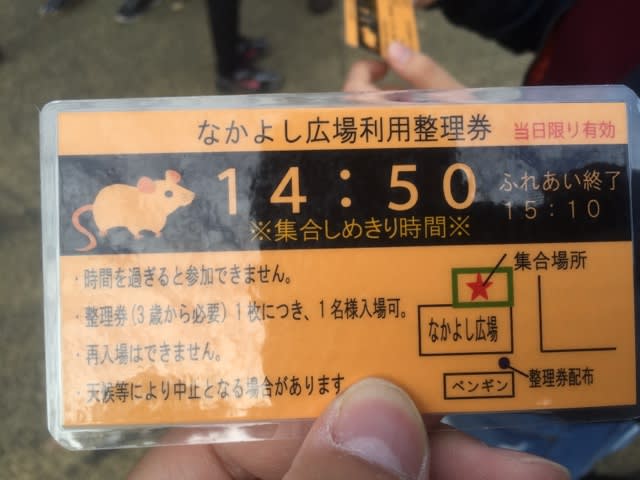 なかよし広場利用整理券 当日限り有効
14:50
ふれあい終了
15:10
※集合しめきり時間※
・時間を過ぎると参加できません。
・整理券(3歳から必要)1枚につき、1名様入場可。
・再入場はできません。
・天候等により中止となる場合があります
集合場所
なかよし広場
整理券配布
ペンギン